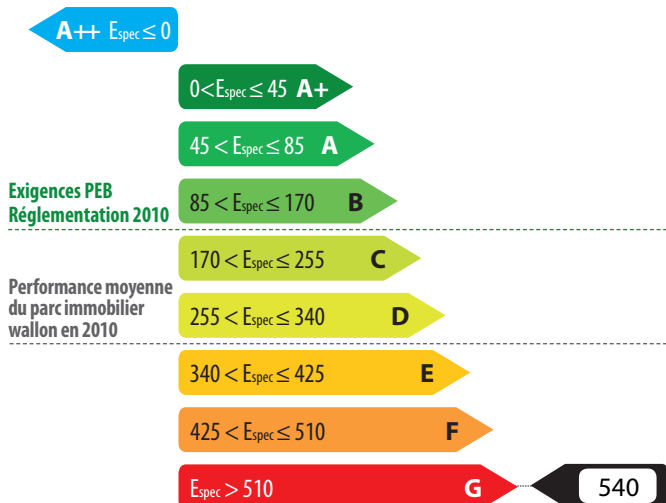 A++ Espec ≤ 0
0 < Espec ≤ 45 A+
45 < Espec ≤ 85 A
Exigences PEB
Réglementation 2010
85 < Espec ≤ 170 B
170 < Espec ≤ 255 C
Performance moyenne
du parc immobilier
wallon en 2010
255 < Espec ≤ 340 D
340 < Espec ≤ 425 E
425 < Espec ≤ 510 F
Espec > 510 G
540